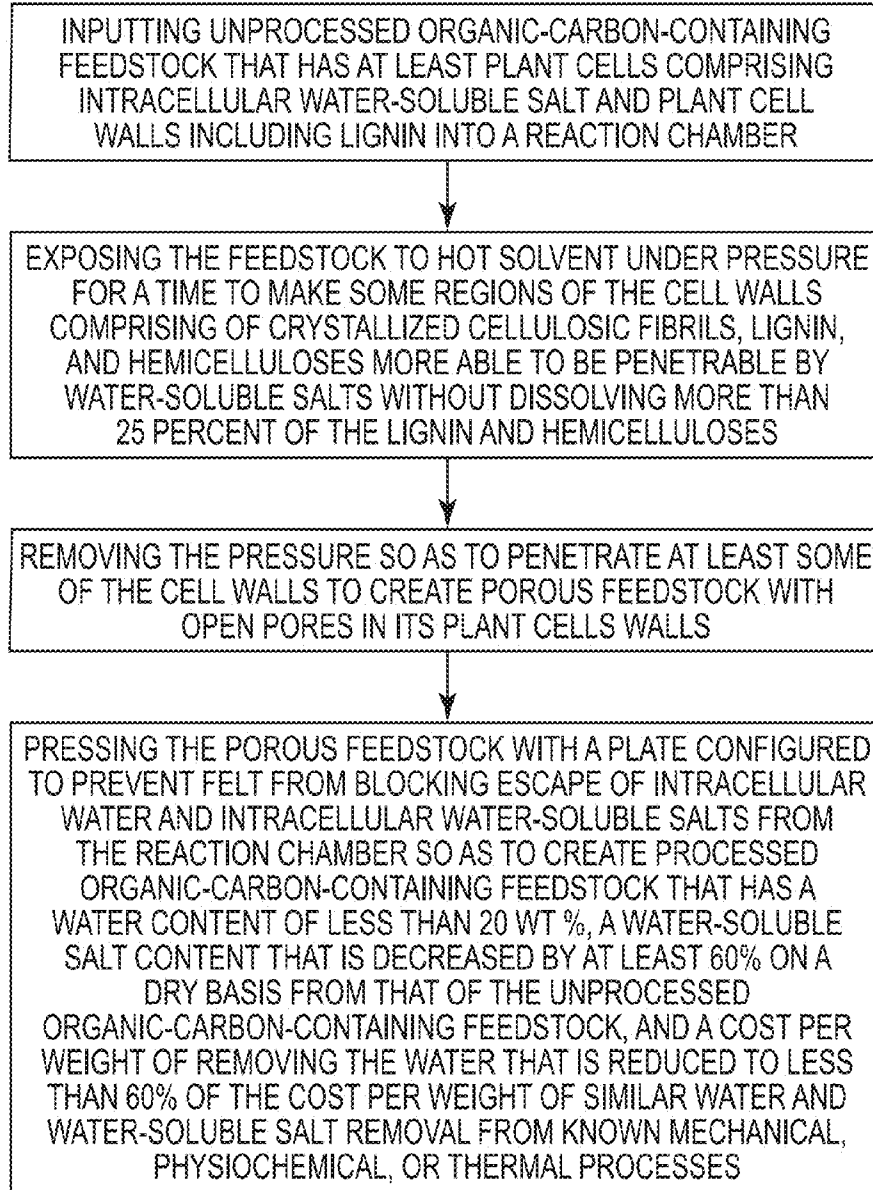 INPUTTING UNPROCESSED ORGANIC-CARBON-CONTAINING
FEEDSTOCK THAT HAS AT LEAST PLANT CELLS COMPRISING
INTRACELLULAR WATER-SOLUBLE SALT AND PLANT CELL
WALLS INCLUDING LIGNIN INTO A REACTION CHAMBER
EXPOSING THE FEEDSTOCK TO HOT SOLVENT UNDER PRESSURE
FOR A TIME TO MAKE SOME REGIONS OF THE CELL WALLS
COMPRISING OF CRYSTALLIZED CELLULOSIC FIBRILS, LIGNIN,
AND HEMICELLULOSES MORE ABLE TO BE PENETRABLE BY
WATER-SOLUBLE SALTS WITHOUT DISSOLVING MORE THAN
25 PERCENT OF THE LIGNIN AND HEMICELLULOSES
REMOVING THE PRESSURE SO AS TO PENETRATE AT LEAST SOME
OF THE CELL WALLS TO CREATE POROUS FEEDSTOCK WITH
OPEN PORES IN ITS PLANT CELLS WALLS
PRESSING THE POROUS FEEDSTOCK WITH A PLATE CONFIGURED
TO PREVENT FELT FROM BLOCKING ESCAPE OF INTRACELLULAR
WATER AND INTRACELLULAR WATER-SOLUBLE SALTS FROM
THE REACTION CHAMBER SO AS TO CREATE PROCESSED
ORGANIC-CARBON-CONTAINING FEEDSTOCK THAT HAS A
WATER CONTENT OF LESS THAN 20 WT %, A WATER-SOLUBLE
SALT CONTENT THAT IS DECREASED BY AT LEAST 60% ON A
DRY BASIS FROM THAT OF THE UNPROCESSED
ORGANIC-CARBON-CONTAINING FEEDSTOCK, AND A COST PER
WEIGHT OF REMOVING THE WATER THAT IS REDUCED TO LESS
THAN 60% OF THE COST PER WEIGHT OF SIMILAR WATER AND
WATER-SOLUBLE SALT REMOVAL FROM KNOWN MECHANICAL,
PHYSIOCHEMICAL, OR THERMAL PROCESSES